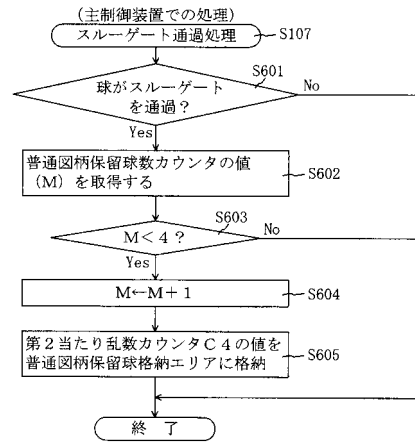 (主制御装置での処理)
スルーゲート通過処理
S107
S601
球がスルーゲート
を通過？
No
Yes
普通図柄保留球数カウンタの値
(M)を取得する
S602
S603
M＜4？
No
Yes
M←M＋1
S604
第2当たり乱数カウンタC4の値を
普通図柄保留球格納エリアに格納
S605
終 了